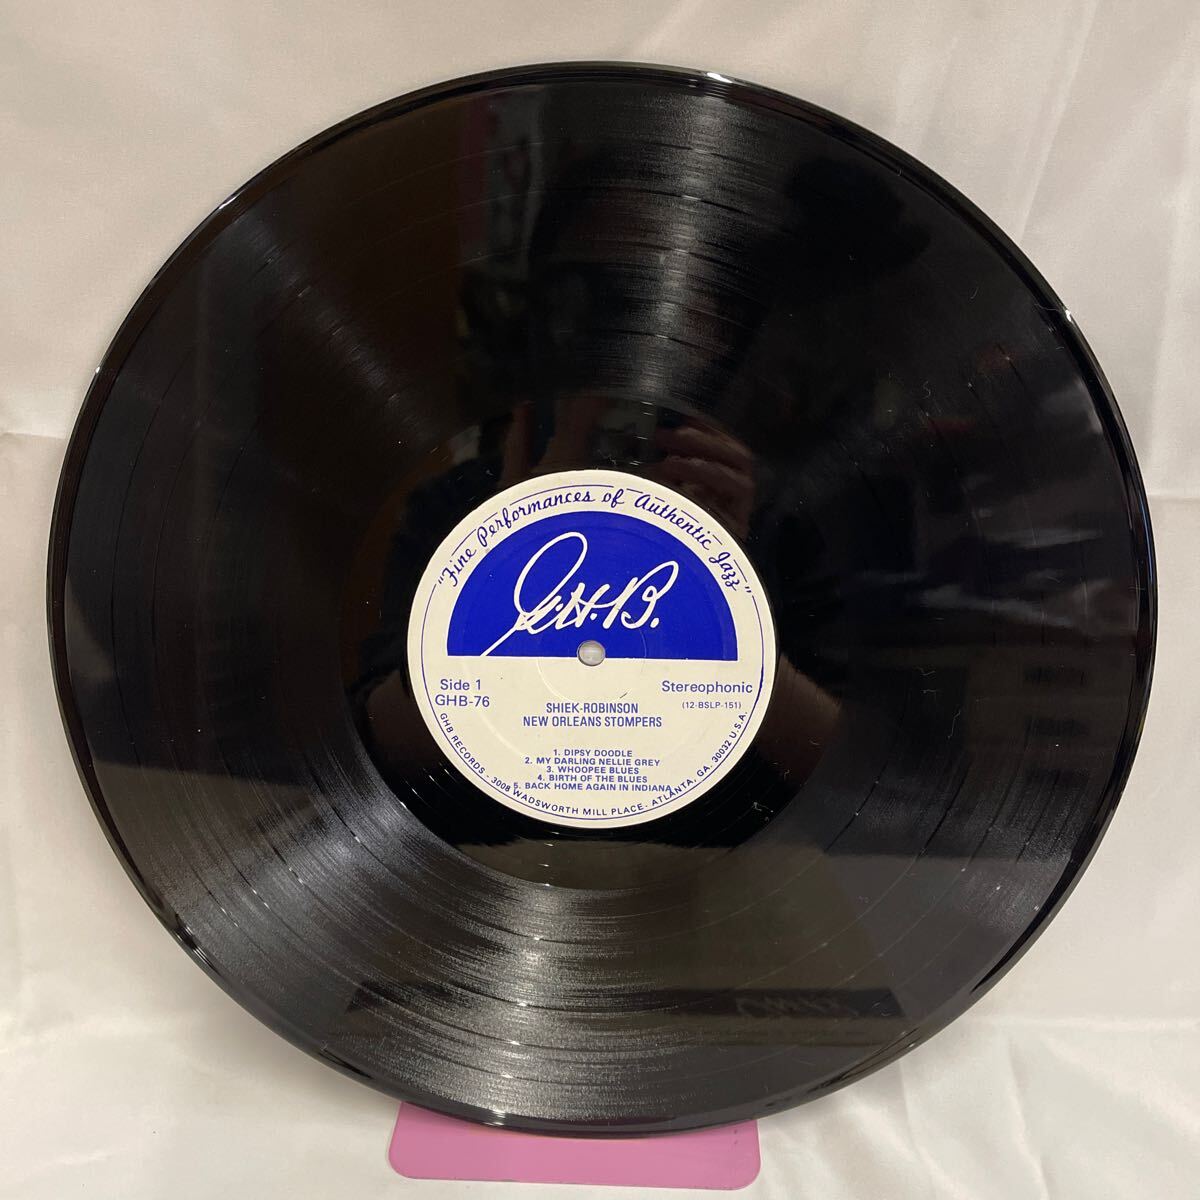 "Fine Performances of Authentic Jazz"
G.H.B.
Side 1
GHB-76
Stereophonic
(12-BSLP-151)
SHIEK-ROBINSON
NEW ORLEANS STOMPERS
1. DIPSY DOODLE
2. MY DARLING NELLIE GREY
3. WHOOPEE BLUES
4. BIRTH OF THE BLUES
5. BACK HOME AGAIN IN INDIANA
GHB RECORDS - 3008 WADSWORTH MILL PLACE. ATLANTA, GA. 30032 U.S.A.